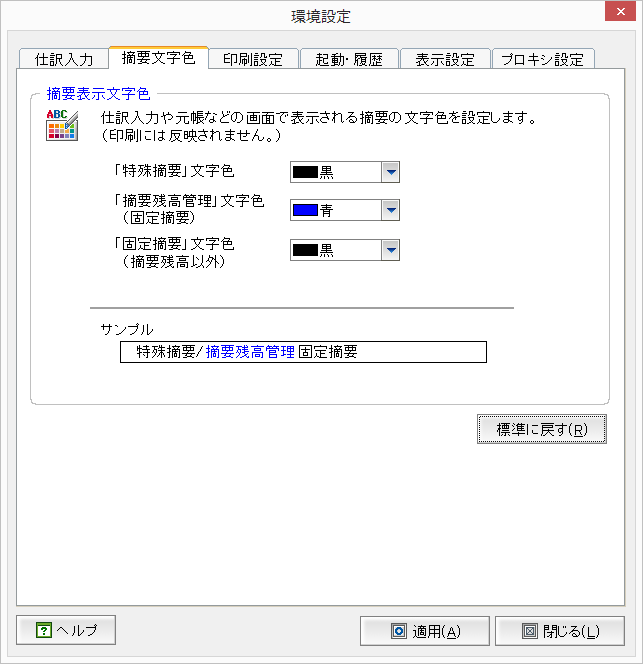 環境設定
仕訳入力 摘要文字色 印刷設定 起動・履歴 表示設定 プロキシ設定
摘要表示文字色
ABC
仕訳入力や元帳などの画面で表示される摘要の文字色を設定します。
（印刷には反映されません。）
「特殊摘要」文字色 黒
「摘要残高管理」文字色 青
（固定摘要）
「固定摘要」文字色 黒
（摘要残高以外）
サンプル
特殊摘要/摘要残高管理 固定摘要
標準に戻す(R)
ヘルプ 適用(A) 閉じる(L)